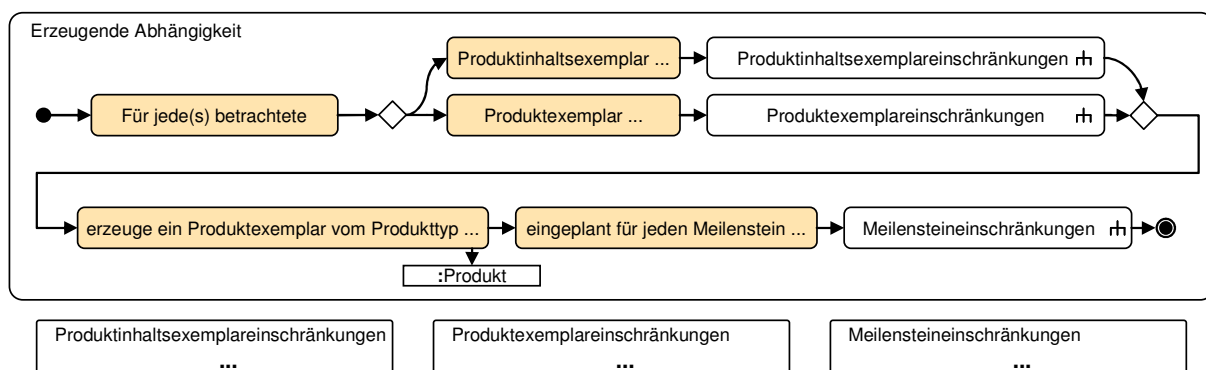 Erzeugende Abhängigkeit
Produktinhaltsexemplar ...
Produktinhaltsexemplareinschränkungen
Für jede(s) betrachtete
Produktexemplar ...
Produktexemplareinschränkungen
erzeuge ein Produktexemplar vom Produkttyp ...
eingeplant für jeden Meilenstein ...
Meilensteineinschränkungen
:Produkt
Produktinhaltsexemplareinschränkungen
...
Produktexemplareinschränkungen
...
Meilensteineinschränkungen
...